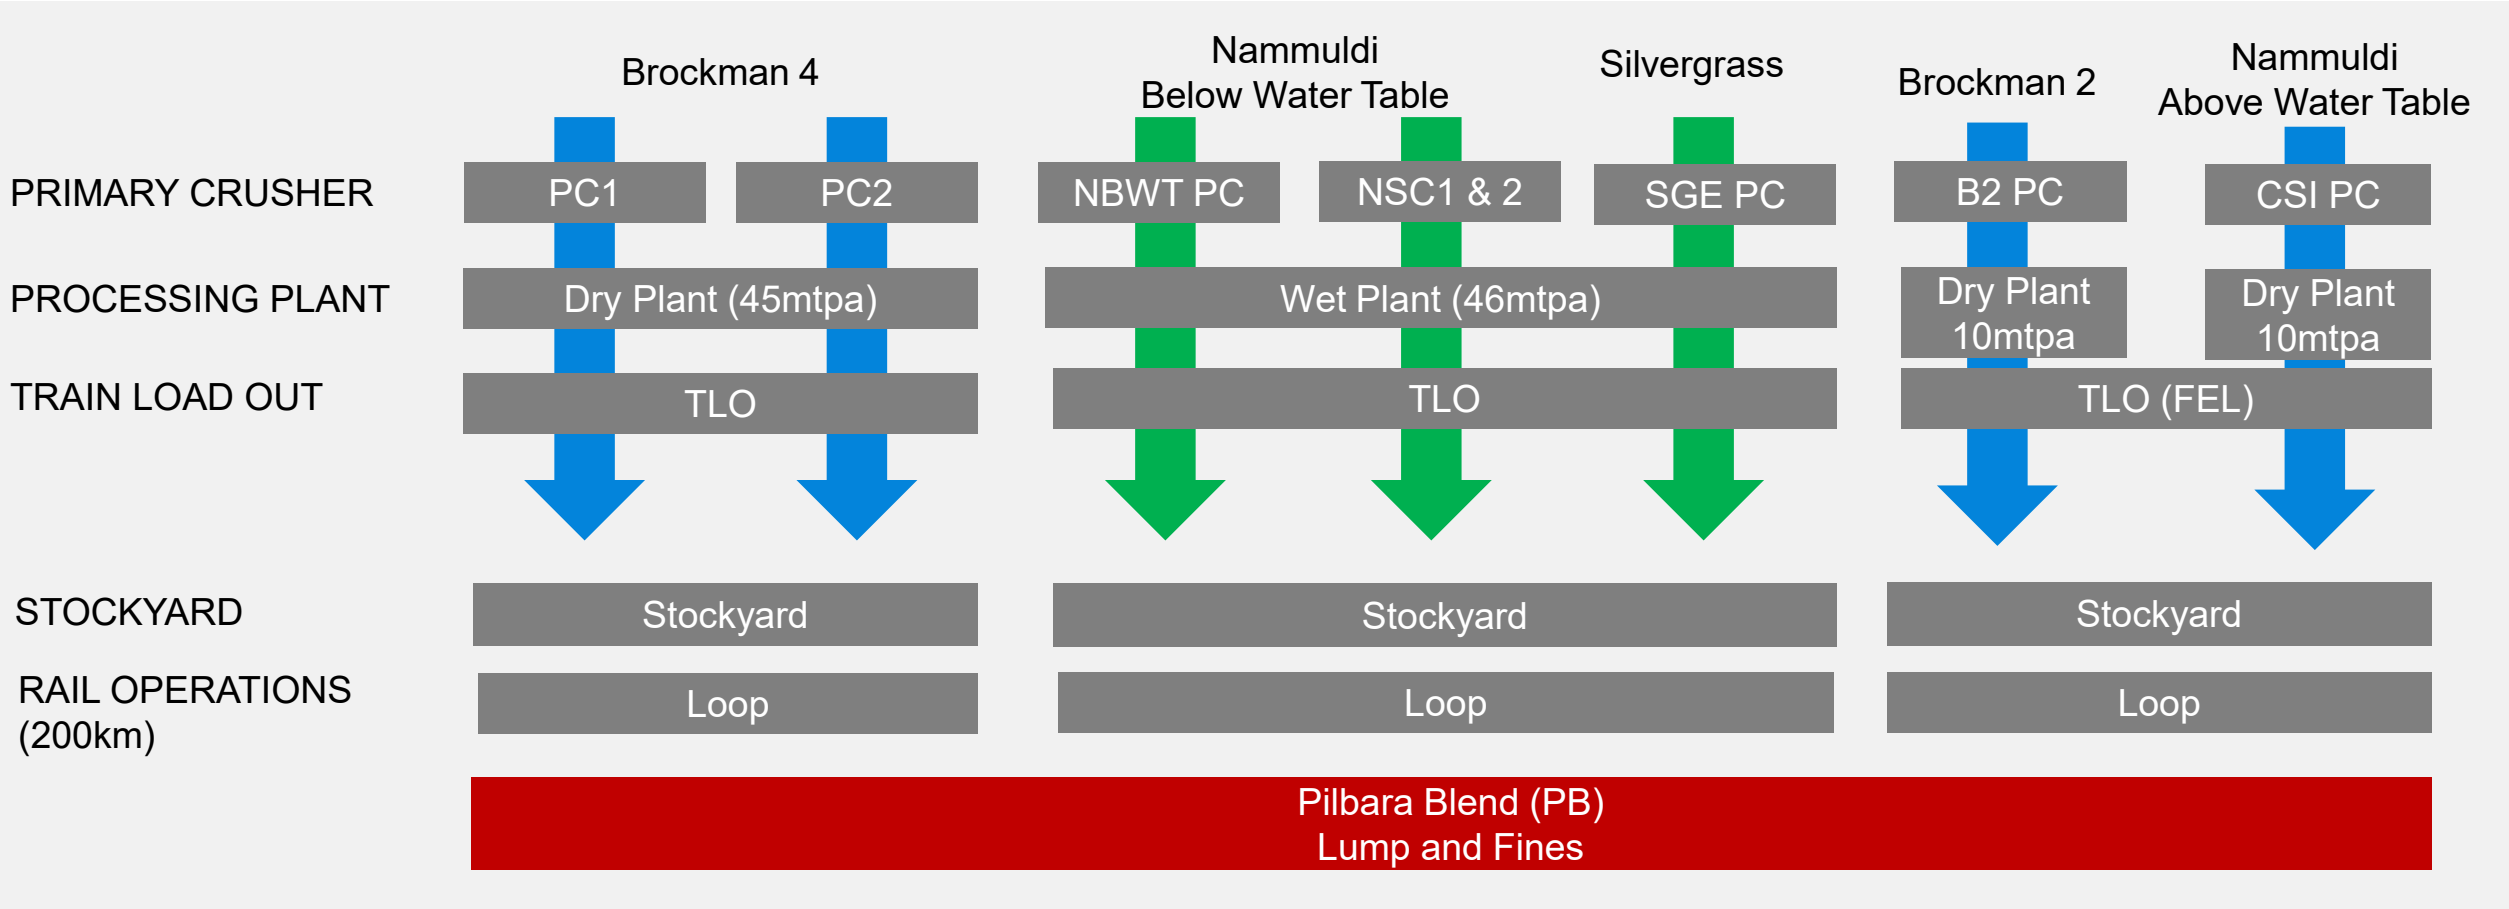 Brockman 4
Nammuldi
Below Water Table
Silvergrass
Brockman 2
Nammuldi
Above Water Table
PRIMARY CRUSHER
PC1
PC2
NBWT PC
NSC1 & 2
SGE PC
B2 PC
CSI PC
PROCESSING PLANT
Dry Plant (45mtpa)
Wet Plant (46mtpa)
Dry Plant
10mtpa
Dry Plant
10mtpa
TRAIN LOAD OUT
TLO
TLO
TLO (FEL)
STOCKYARD
Stockyard
Stockyard
Stockyard
RAIL OPERATIONS
(200km)
Loop
Loop
Loop
Pilbara Blend (PB)
Lump and Fines